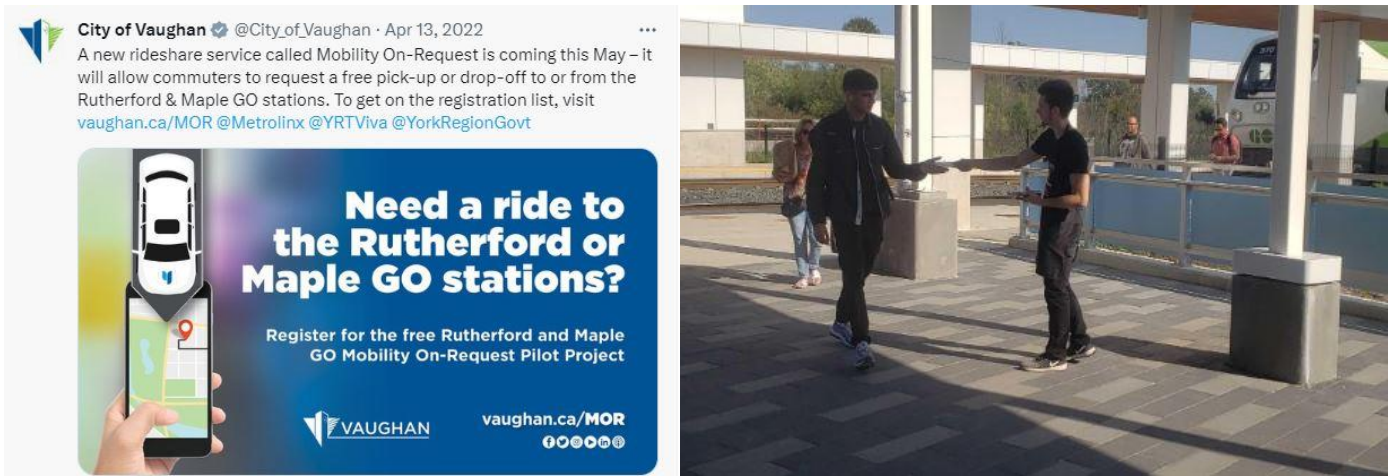 City of Vaughan @City_of_Vaughan · Apr 13, 2022
A new rideshare service called Mobility On-Request is coming this May – it
will allow commuters to request a free pick-up or drop-off to or from the
Rutherford & Maple GO stations. To get on the registration list, visit
vaughan.ca/MOR @Metrolinx @YRTViva @YorkRegionGovt
Need a ride to
the Rutherford or
Maple GO stations?
Register for the free Rutherford and Maple
GO Mobility On-Request Pilot Project
VAUGHAN
vaughan.ca/MOR
370
GO